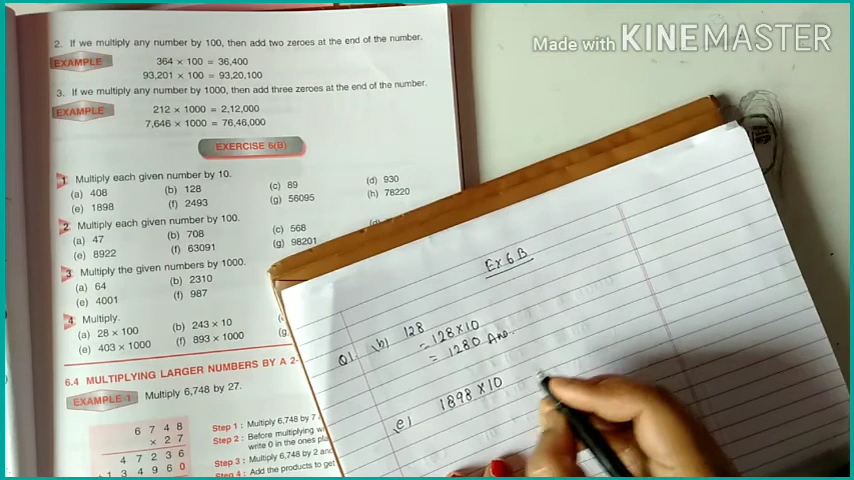 Made with KINEMASTER
2. If we multiply any number by 100, then add two zeroes at the end of the number.
EXAMPLE 364 × 100 = 36,400
93,201 × 100 = 93,20,100
3. If we multiply any number by 1000, then add three zeroes at the end of the number.
EXAMPLE 212 × 1000 = 2,12,000
7,646 × 1000 = 76,46,000
EXERCISE 6(B)
1 Multiply each given number by 10.
(a) 408 (b) 128 (c) 89 (d) 930
(e) 1898 (f) 2493 (g) 56095 (h) 78220
2 Multiply each given number by 100.
(a) 47 (b) 708 (c) 568
(e) 8922 (f) 63091 (g) 98201
3 Multiply the given numbers by 1000.
(a) 64 (b) 2310
(e) 4001 (f) 987
4 Multiply.
(a) 28 × 100 (b) 243 × 10
(e) 403 × 1000 (f) 893 × 1000 (g)
6.4 MULTIPLYING LARGER NUMBERS BY A 2-
EXAMPLE 1 Multiply 6,748 by 27.
6 7 4 8
× 2 7
4 7 2 3 6
1 3 4 9 6 0
Step 1 : Multiply 6,748 by 7
Step 2 : Before multiplying
write 0 in the ones
Step 3 : Multiply 6,748 by 2
Step 4 : Add the products to get
Ex 6 B
Q1. (b) 128
= 128 × 10
= 1280 Ans.
(e) 1898 × 10